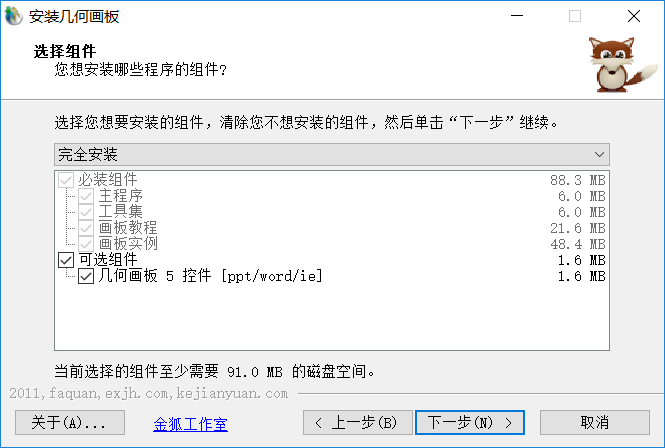 安装几何画板
选择组件
您想安装哪些程序的组件?
选择您想要安装的组件，清除您不想安装的组件，然后单击“下一步”继续。
完全安装
必装组件 88.3 MB
主程序 6.0 MB
工具集 6.0 MB
画板教程 21.6 MB
画板实例 48.4 MB
可选组件 1.6 MB
几何画板 5 控件 [ppt/word/ie] 1.6 MB
当前选择的组件至少需要 91.0 MB 的磁盘空间。
2011,faquan,exjh.com,kejianyuan.com
关于(A)... 金狐工作室 < 上一步(B) 下一步(N) > 取消